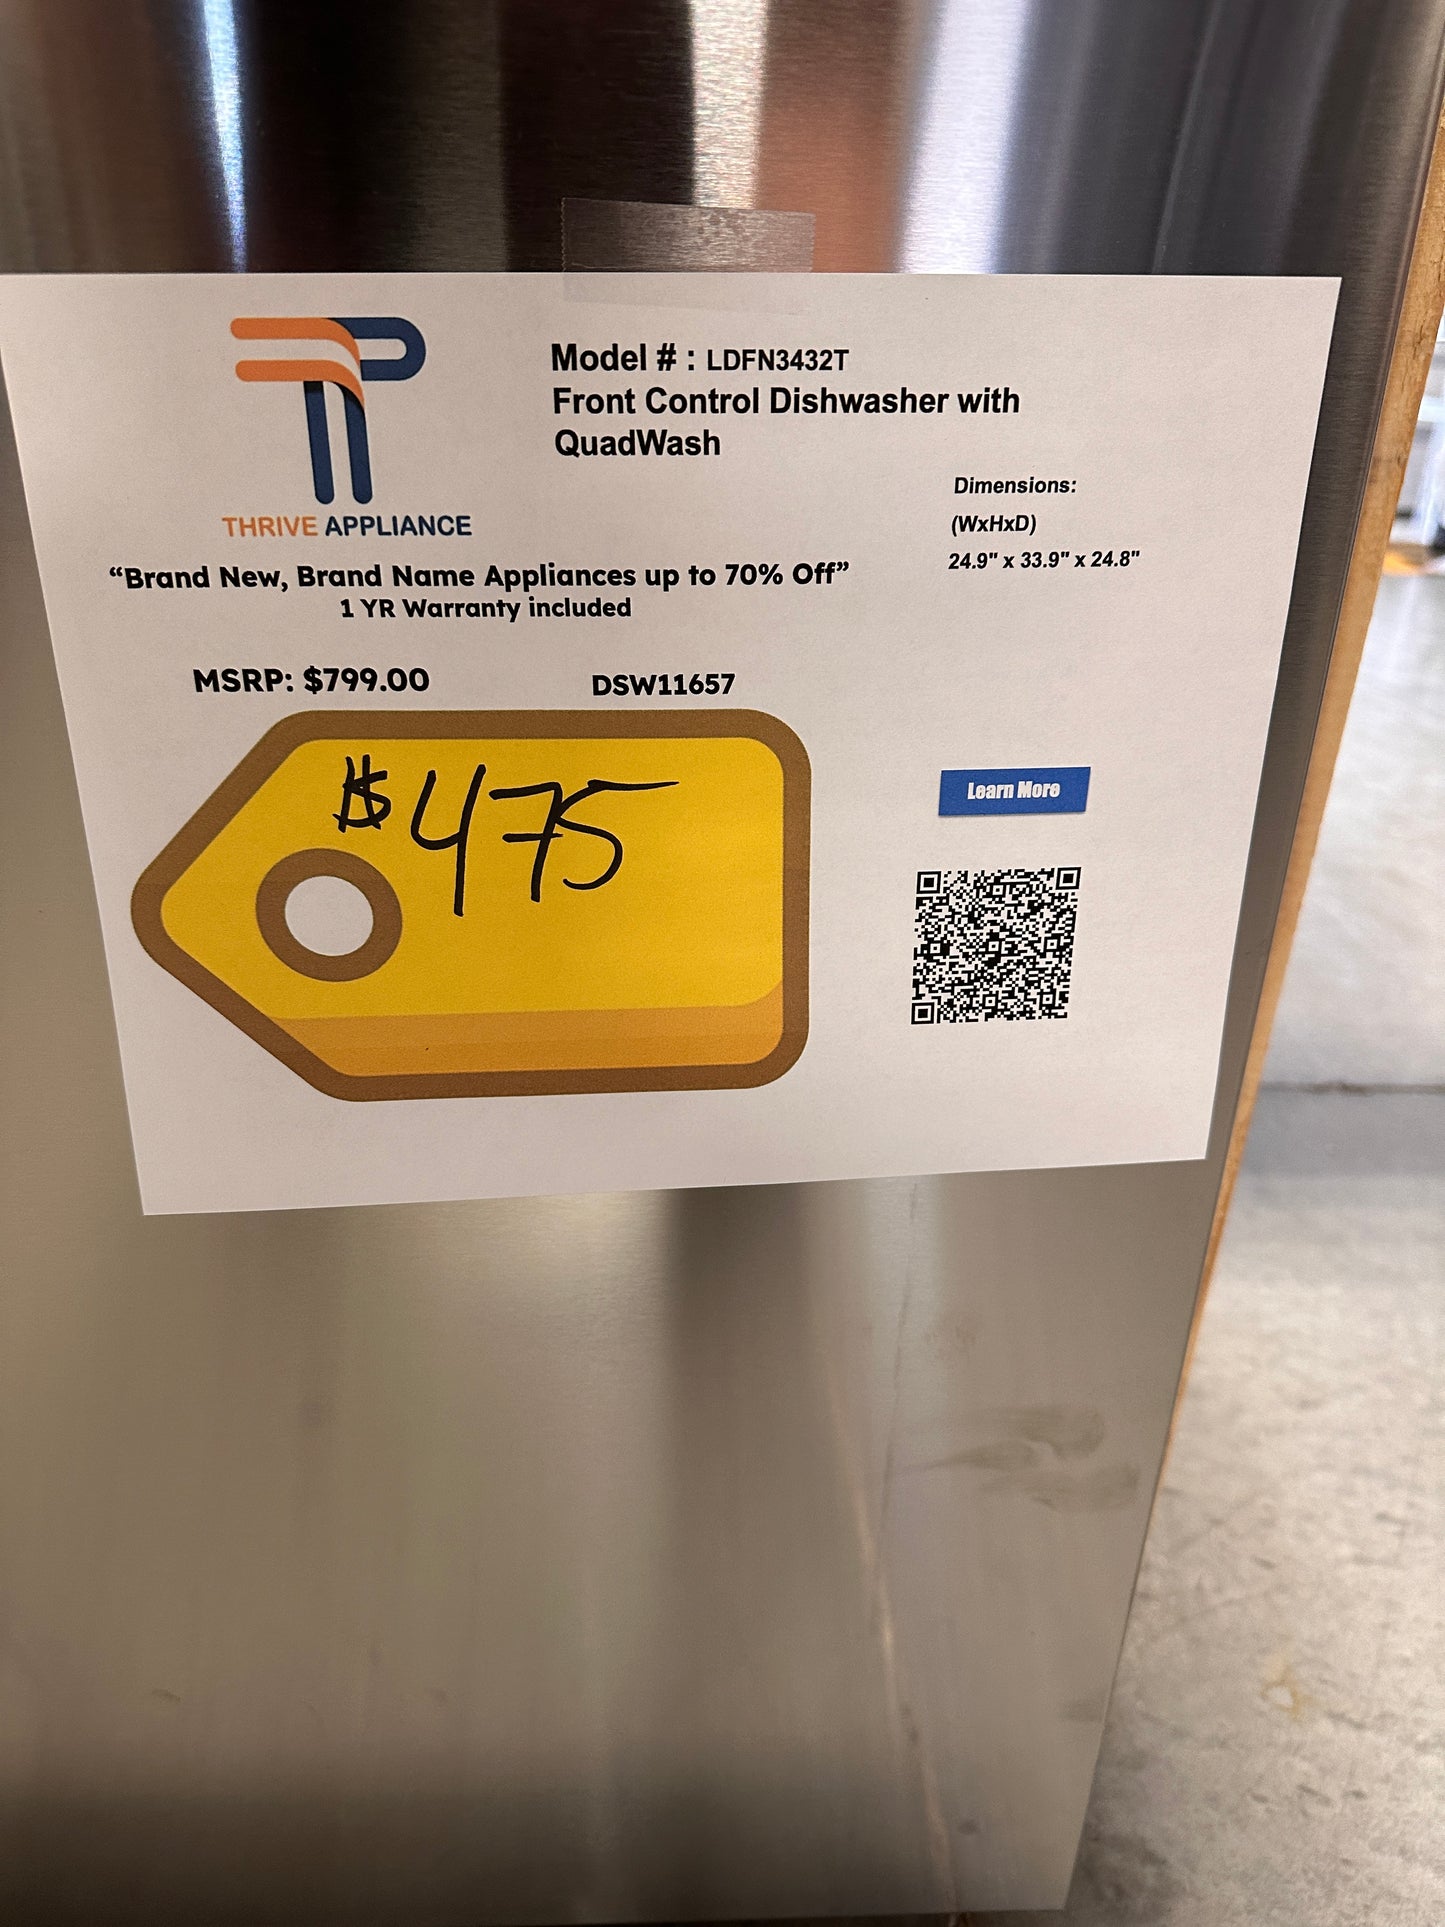 Model # : LDFN3432T
Front Control Dishwasher with
QuadWash
THRIVE APPLIANCE
Dimensions:
(WxHxD)
24.9" x 33.9" x 24.8"
“Brand New, Brand Name Appliances up to 70% Off”
1 YR Warranty included
MSRP: $799.00
DSW11657
$475
Learn More